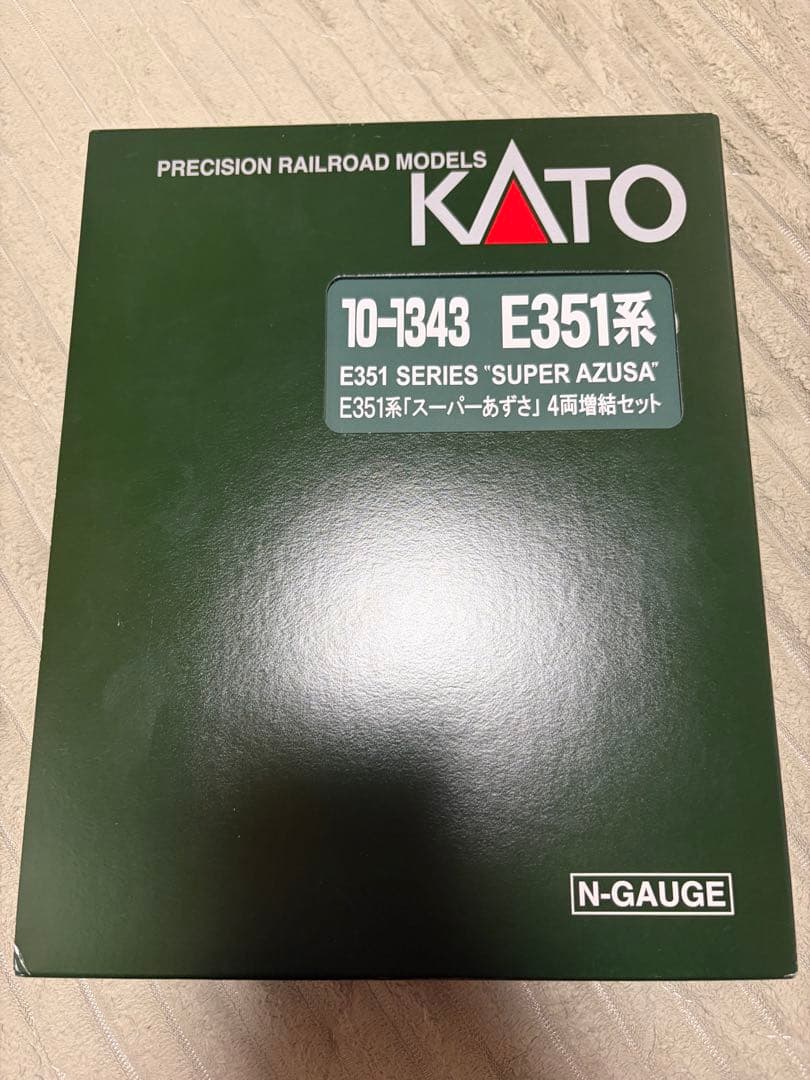 PRECISION RAILROAD MODELS
KATO
10-1343 E351系
E351 SERIES "SUPER AZUSA"
E351系「スーパーあずさ」4両増結セット
N-GAUGE